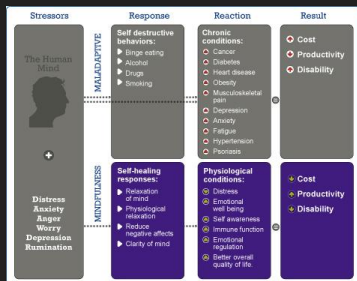 Stressors
Response
Reaction
Result
The Human
Mind
Distress
Anxiety
Anger
Worry
Depression
Rumination
MALADAPTIVE
Self destructive
behaviors:
Binge eating
Alcohol
Drugs
Smoking
Chronic
conditions:
Cancer
Diabetes
Heart disease
Obesity
Musculoskeletal
pain
Depression
Anxiety
Fatigue
Hypertension
Psoriasis
Cost
Productivity
Disability
MINDFULNESS
Self-healing
responses:
Relaxation
of mind
Physiological
relaxation
Reduce
negative affects
Clarity of mind
Physiological
conditions:
Distress
Emotional
well being
Self awareness
Immune function
Emotional
regulation
Better overall
quality of life.
Cost
Productivity
Disability